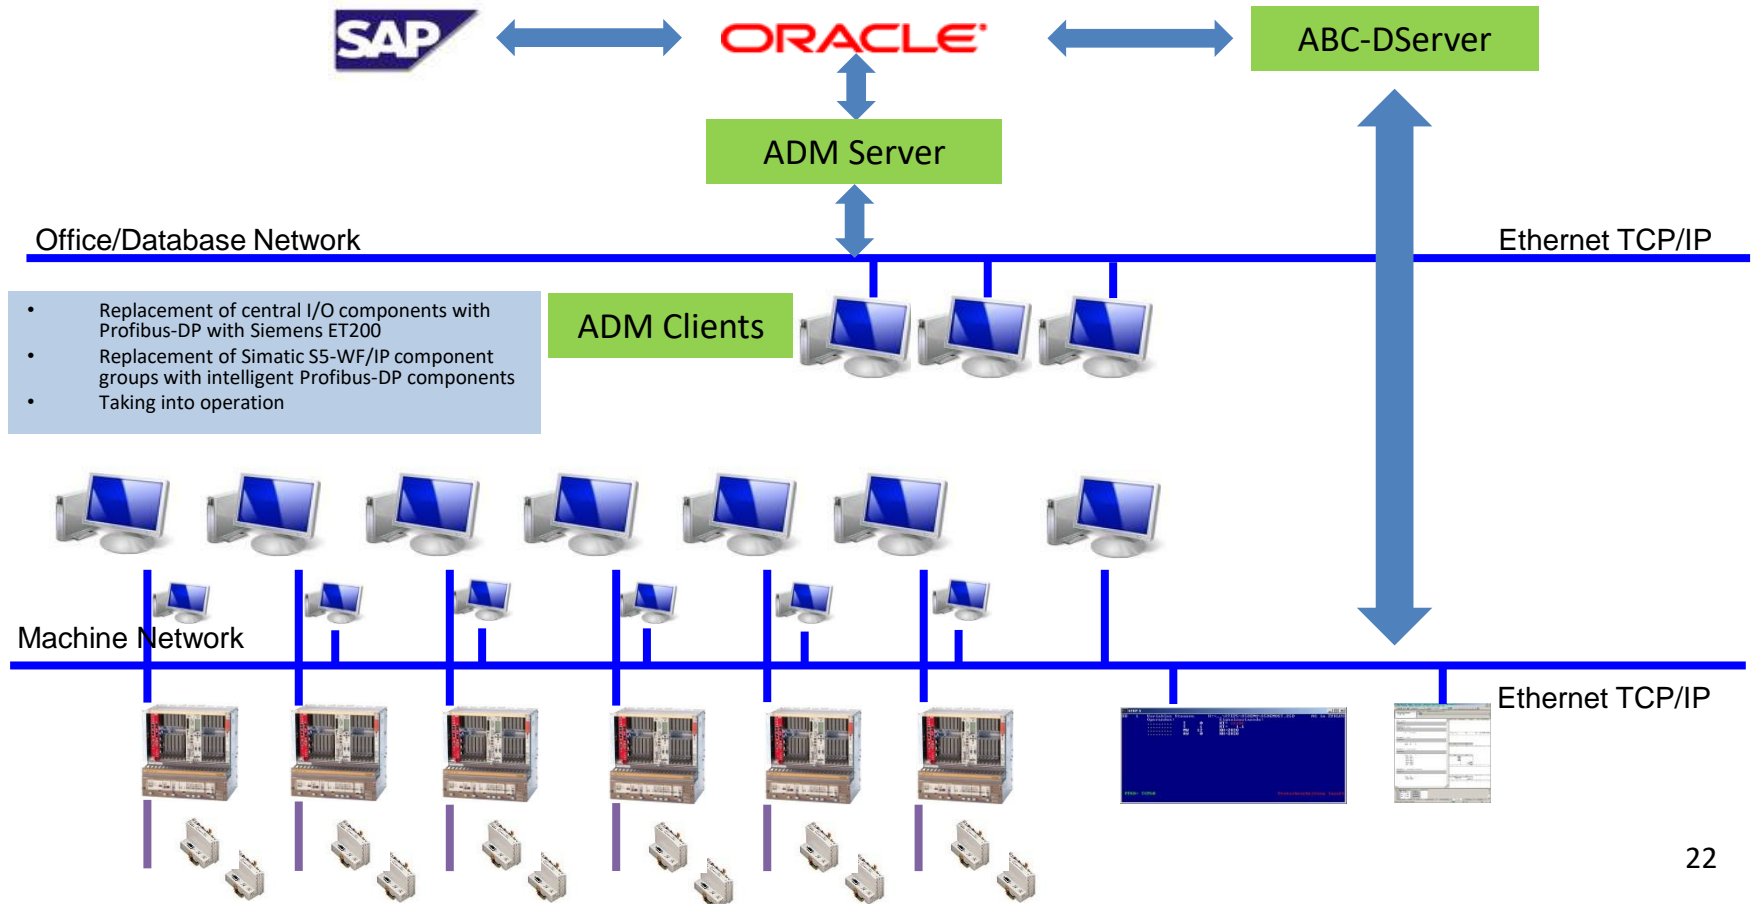 SAP
ORACLE
ABC-DServer
ADM Server
Office/Database Network
Ethernet TCP/IP
• Replacement of central I/O components with
Profibus-DP with Siemens ET200
• Replacement of Simatic S5-WF/IP component
groups with intelligent Profibus-DP components
• Taking into operation
ADM Clients
Machine Network
Ethernet TCP/IP
22